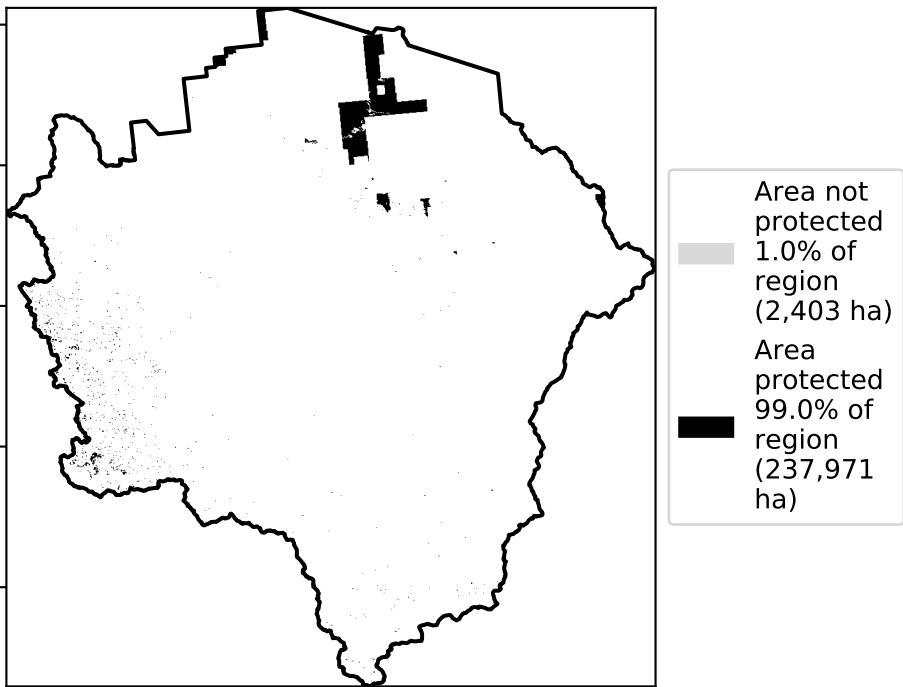 Area not
protected
1.0% of
region
(2,403 ha)
Area
protected
99.0% of
region
(237,971
ha)